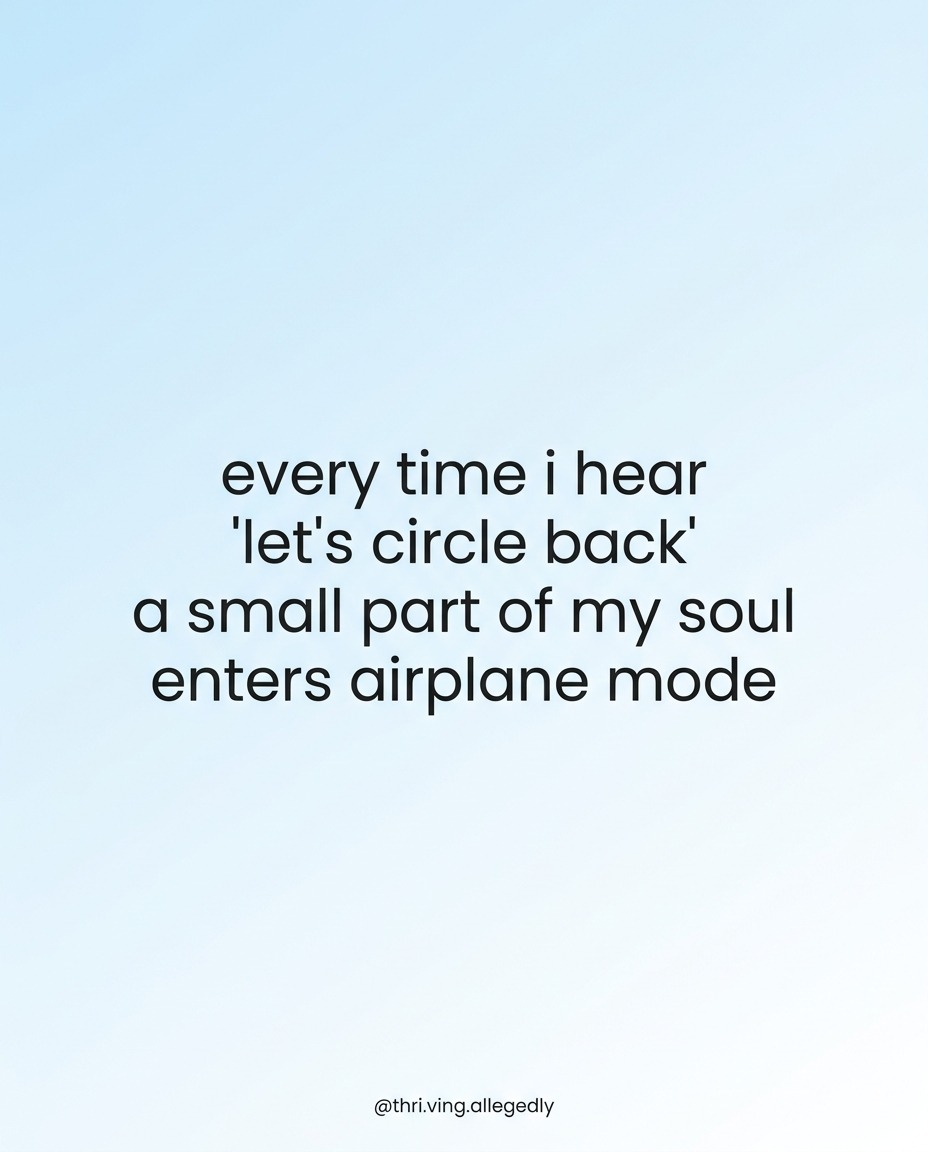 every time i hear
'let's circle back'
a small part of my soul
enters airplane mode
@thri.ving.allegedly